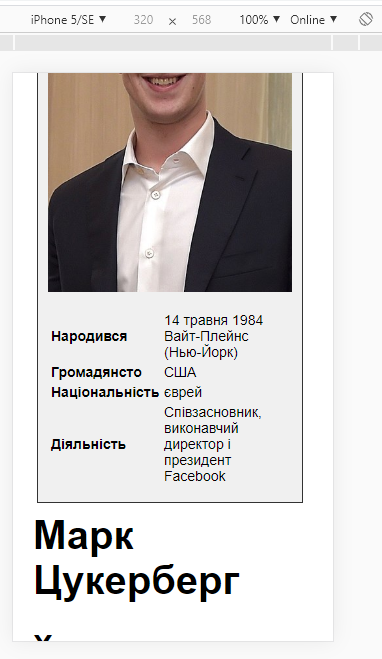 iPhone 5/SE ▼ 320 × 568 100% ▼ Online ▼
14 травня 1984
Народився Вайт-Плейнс
(Нью-Йорк)
Громадянсто США
Національність єврей
Співзасновник,
виконавчий
Діяльність директор і
президент
Facebook
Марк
Цукерберг